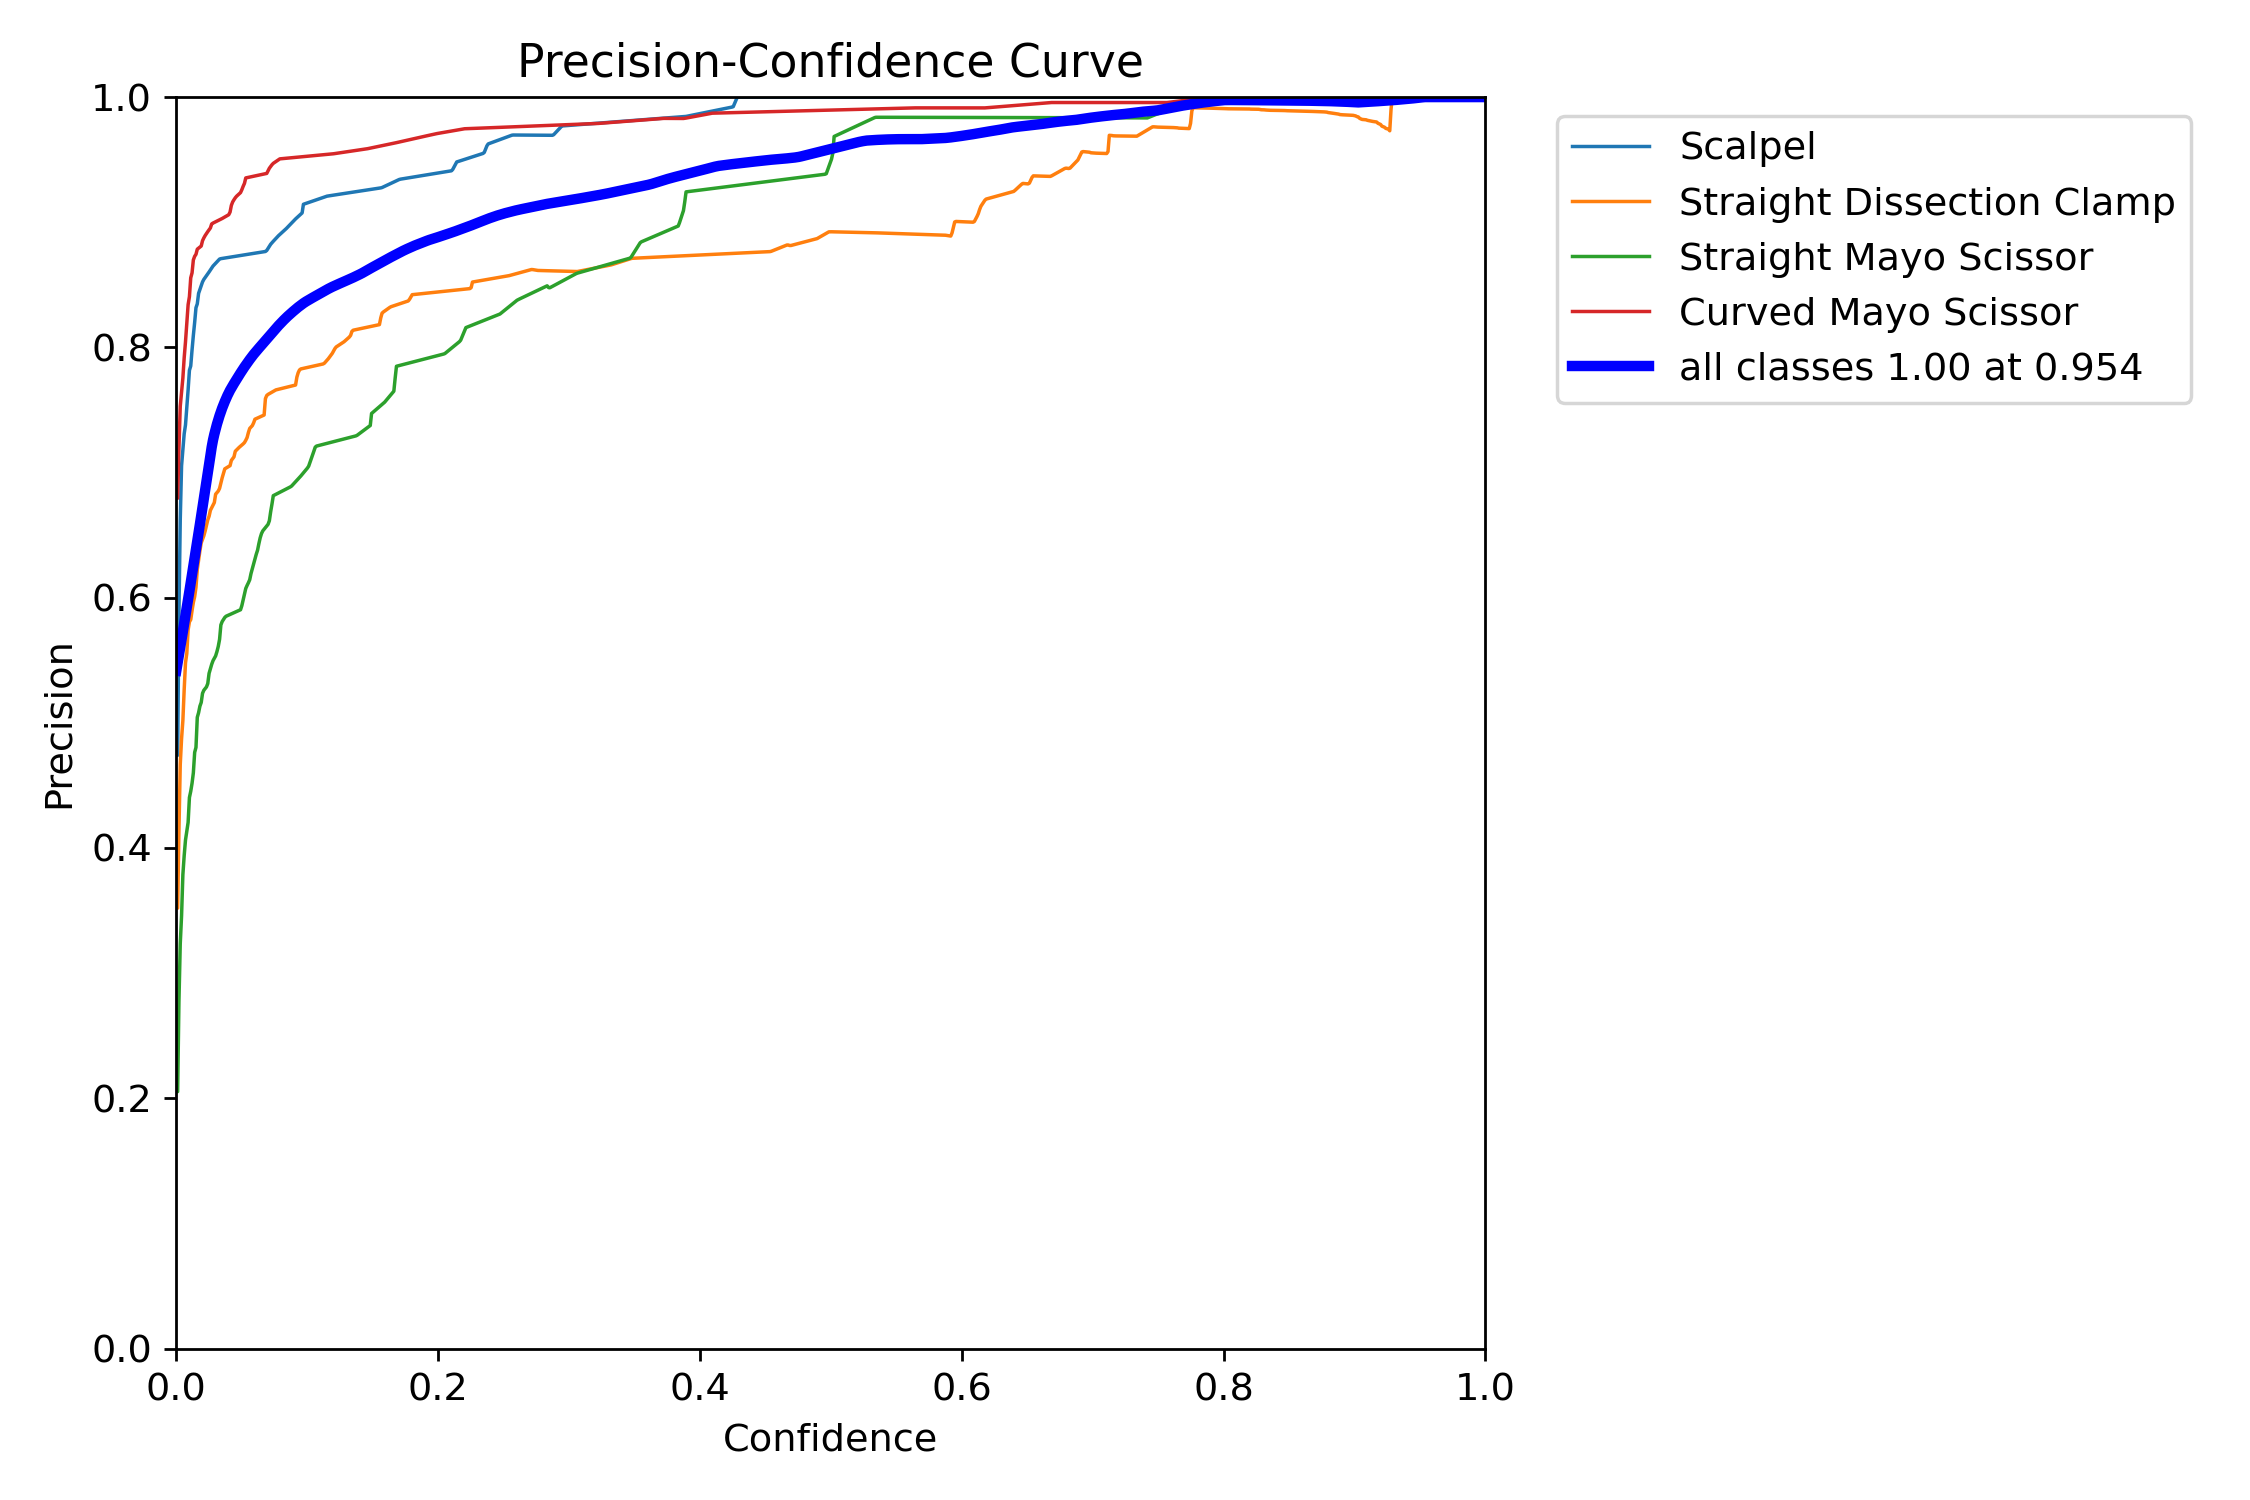 Precision-Confidence Curve
1.0
0.8
0.6
0.4
0.2
0.0
Precision
0.0 0.2 0.4 0.6 0.8 1.0
Confidence
Scalpel
Straight Dissection Clamp
Straight Mayo Scissor
Curved Mayo Scissor
all classes 1.00 at 0.954